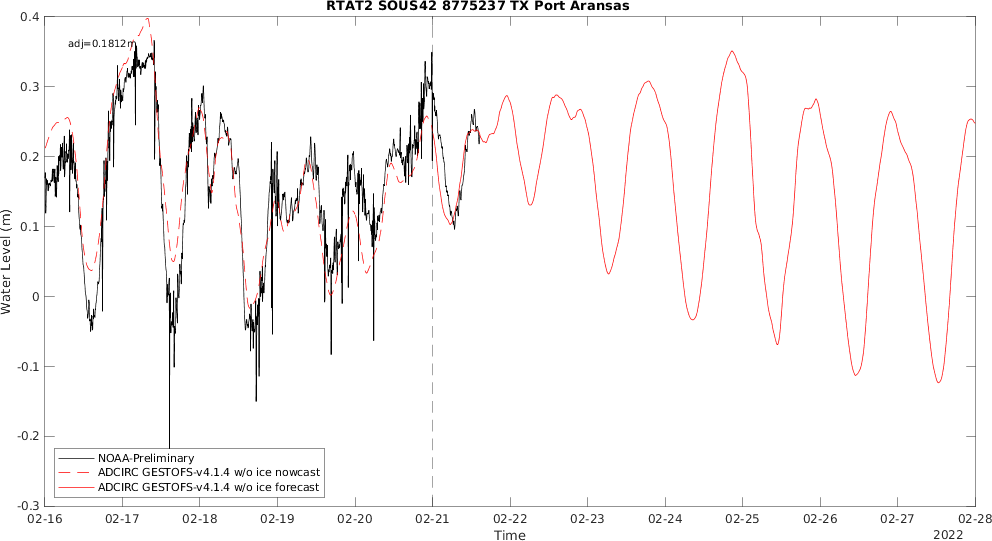 RTAT2 SOUS42 8775237 TX Port Aransas
adj=0.1812m
Water Level (m)
0.4
0.3
0.2
0.1
0
-0.1
-0.2
-0.3
NOAA-Preliminary
ADCIRC GESTOFS-v4.1.4 w/o ice nowcast
ADCIRC GESTOFS-v4.1.4 w/o ice forecast
02-16 02-17 02-18 02-19 02-20 02-21 02-22 02-23 02-24 02-25 02-26 02-27 02-28
Time
2022